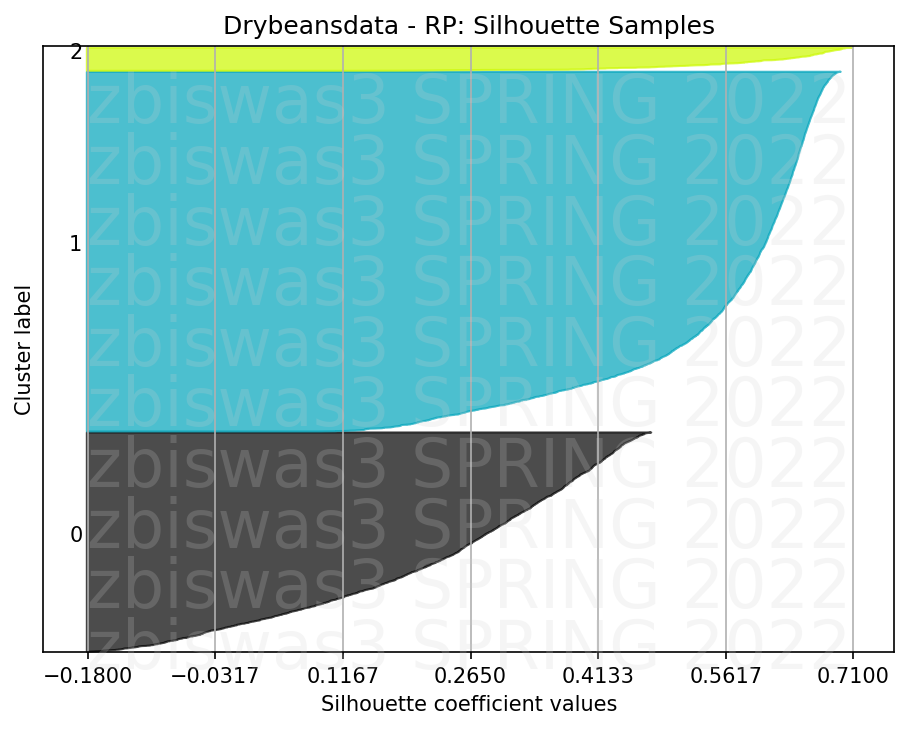 Drybeansdata - RP: Silhouette Samples
2
zbiswas3 SPRING 2022
zbiswas3 SPRING 2022
1
zbiswas3 SPRING 2022
zbiswas3 SPRING 2022
Cluster label
zbiswas3 SPRING 2022
zbiswas3 SPRING 2022
zbiswas3 SPRING 2022
0
zbiswas3 SPRING 2022
zbiswas3 SPRING 2022
zbiswas3 SPRING 2022
−0.1800 −0.0317 0.1167 0.2650 0.4133 0.5617 0.7100
Silhouette coefficient values